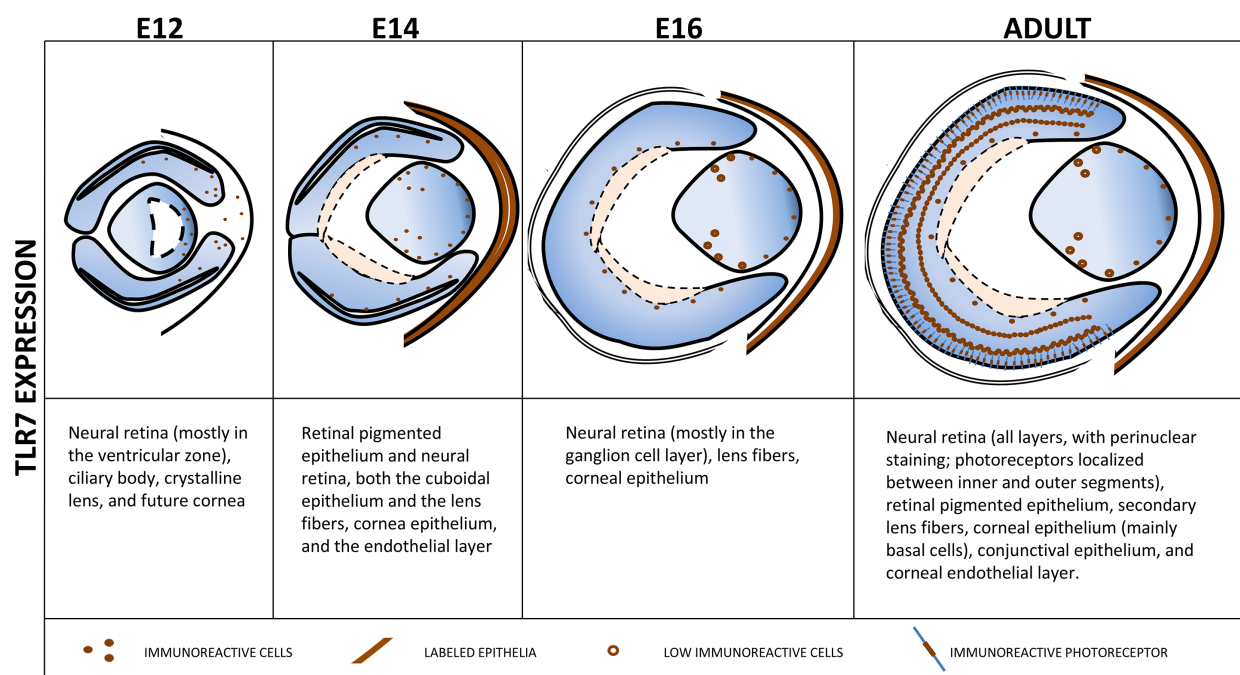 E12
E14
E16
ADULT
TLR7 EXPRESSION
Neural retina (mostly in
the ventricular zone),
ciliary body, crystalline
lens, and future cornea
Retinal pigmented
epithelium and neural
retina, both the cuboidal
epithelium and the lens
fibers, cornea epithelium,
and the endothelial layer
Neural retina (mostly in the
ganglion cell layer), lens fibers,
corneal epithelium
Neural retina (all layers, with perinuclear
staining; photoreceptors localized
between inner and outer segments),
retinal pigmented epithelium, secondary
lens fibers, corneal epithelium (mainly
basal cells), conjunctival epithelium, and
corneal endothelial layer.
IMMUNOREACTIVE CELLS
LABELED EPITHELIA
LOW IMMUNOREACTIVE CELLS
IMMUNOREACTIVE PHOTORECEPTOR